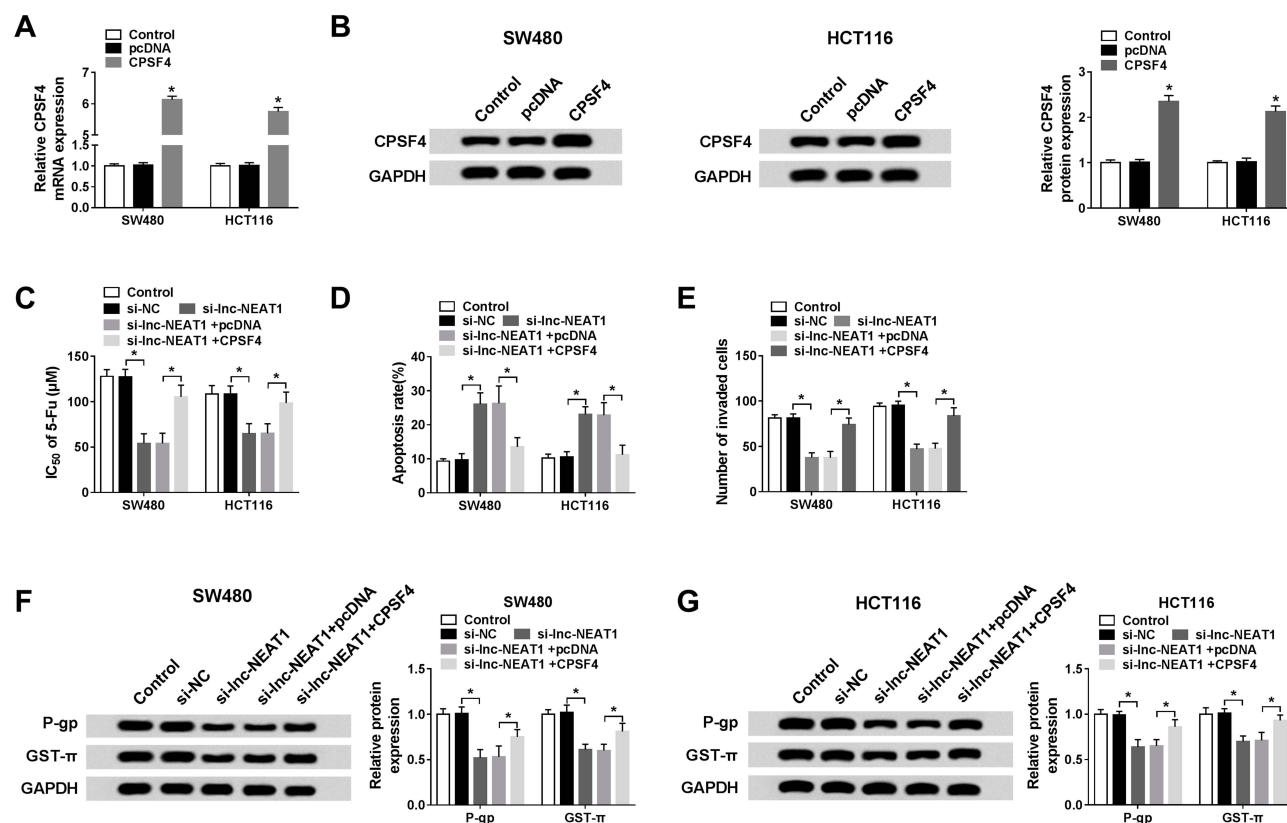 A
Control
pcDNA
CPSF4
Relative CPSF4
mRNA expression
7
6
5
1.5
1.0
0.5
0.0
*
*
SW480
HCT116
B
SW480
Control
pcDNA
CPSF4
CPSF4
GAPDH
HCT116
Control
pcDNA
CPSF4
CPSF4
GAPDH
Control
pcDNA
CPSF4
Relative CPSF4
protein expression
3
2
1
0
*
*
SW480
HCT116
C
Control
si-NC
si-lnc-NEAT1
si-lnc-NEAT1 +pcDNA
si-lnc-NEAT1 +CPSF4
IC50 of 5-Fu (μM)
150
100
50
0
*
*
*
*
SW480
HCT116
D
Control
si-NC
si-lnc-NEAT1
si-lnc-NEAT1 +pcDNA
si-lnc-NEAT1 +CPSF4
Apoptosis rate(%)
40
30
20
10
0
*
*
*
*
SW480
HCT116
E
Control
si-NC
si-lnc-NEAT1
si-lnc-NEAT1 +pcDNA
si-lnc-NEAT1 +CPSF4
Number of invaded cells
150
100
50
0
*
*
*
*
SW480
HCT116
F
SW480
Control
si-NC
si-lnc-NEAT1
si-lnc-NEAT1+pcDNA
si-lnc-NEAT1+CPSF4
P-gp
GST-π
GAPDH
SW480
Control
si-NC
si-lnc-NEAT1
si-lnc-NEAT1 +pcDNA
si-lnc-NEAT1 +CPSF4
Relative protein
expression
1.5
1.0
0.5
0.0
*
*
*
*
P-gp
GST-π
G
HCT116
Control
si-NC
si-lnc-NEAT1
si-lnc-NEAT1+pcDNA
si-lnc-NEAT1+CPSF4
P-gp
GST-π
GAPDH
HCT116
Control
si-NC
si-lnc-NEAT1
si-lnc-NEAT1 +pcDNA
si-lnc-NEAT1 +CPSF4
Relative protein
expression
1.5
1.0
0.5
0.0
*
*
*
*
P-gp
GST-π